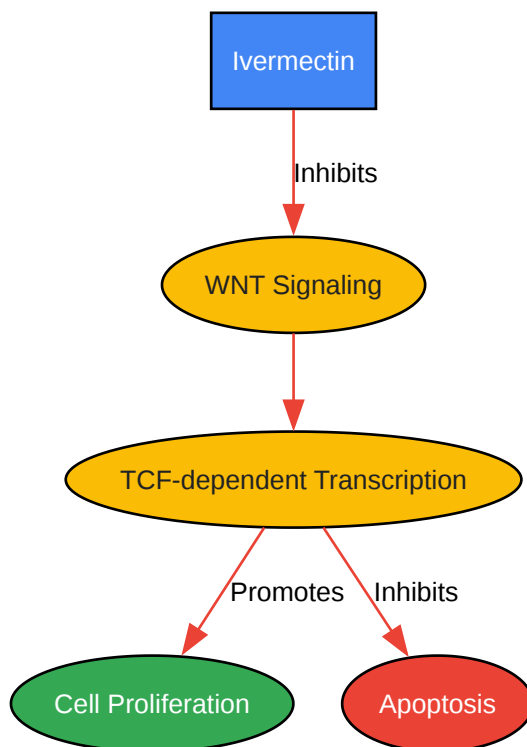 Ivermectin
Inhibits
WNT Signaling
TCF-dependent Transcription
Promotes
Inhibits
Cell Proliferation
Apoptosis